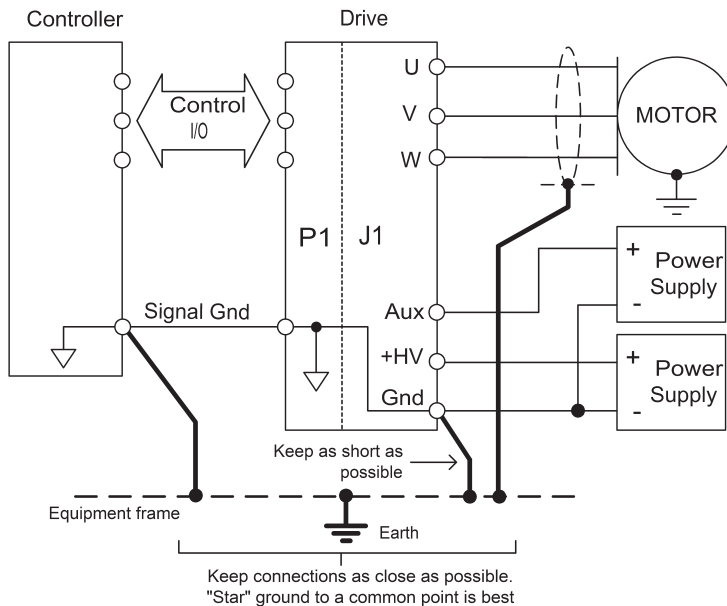 Controller
Drive
Control
I/O
U
V
W
MOTOR
P1
J1
+
Power
Supply
-
Signal Gnd
Aux
+HV
+
Power
Supply
-
Gnd
Keep as short as
possible
Equipment frame
Earth
Keep connections as close as possible.
"Star" ground to a common point is best